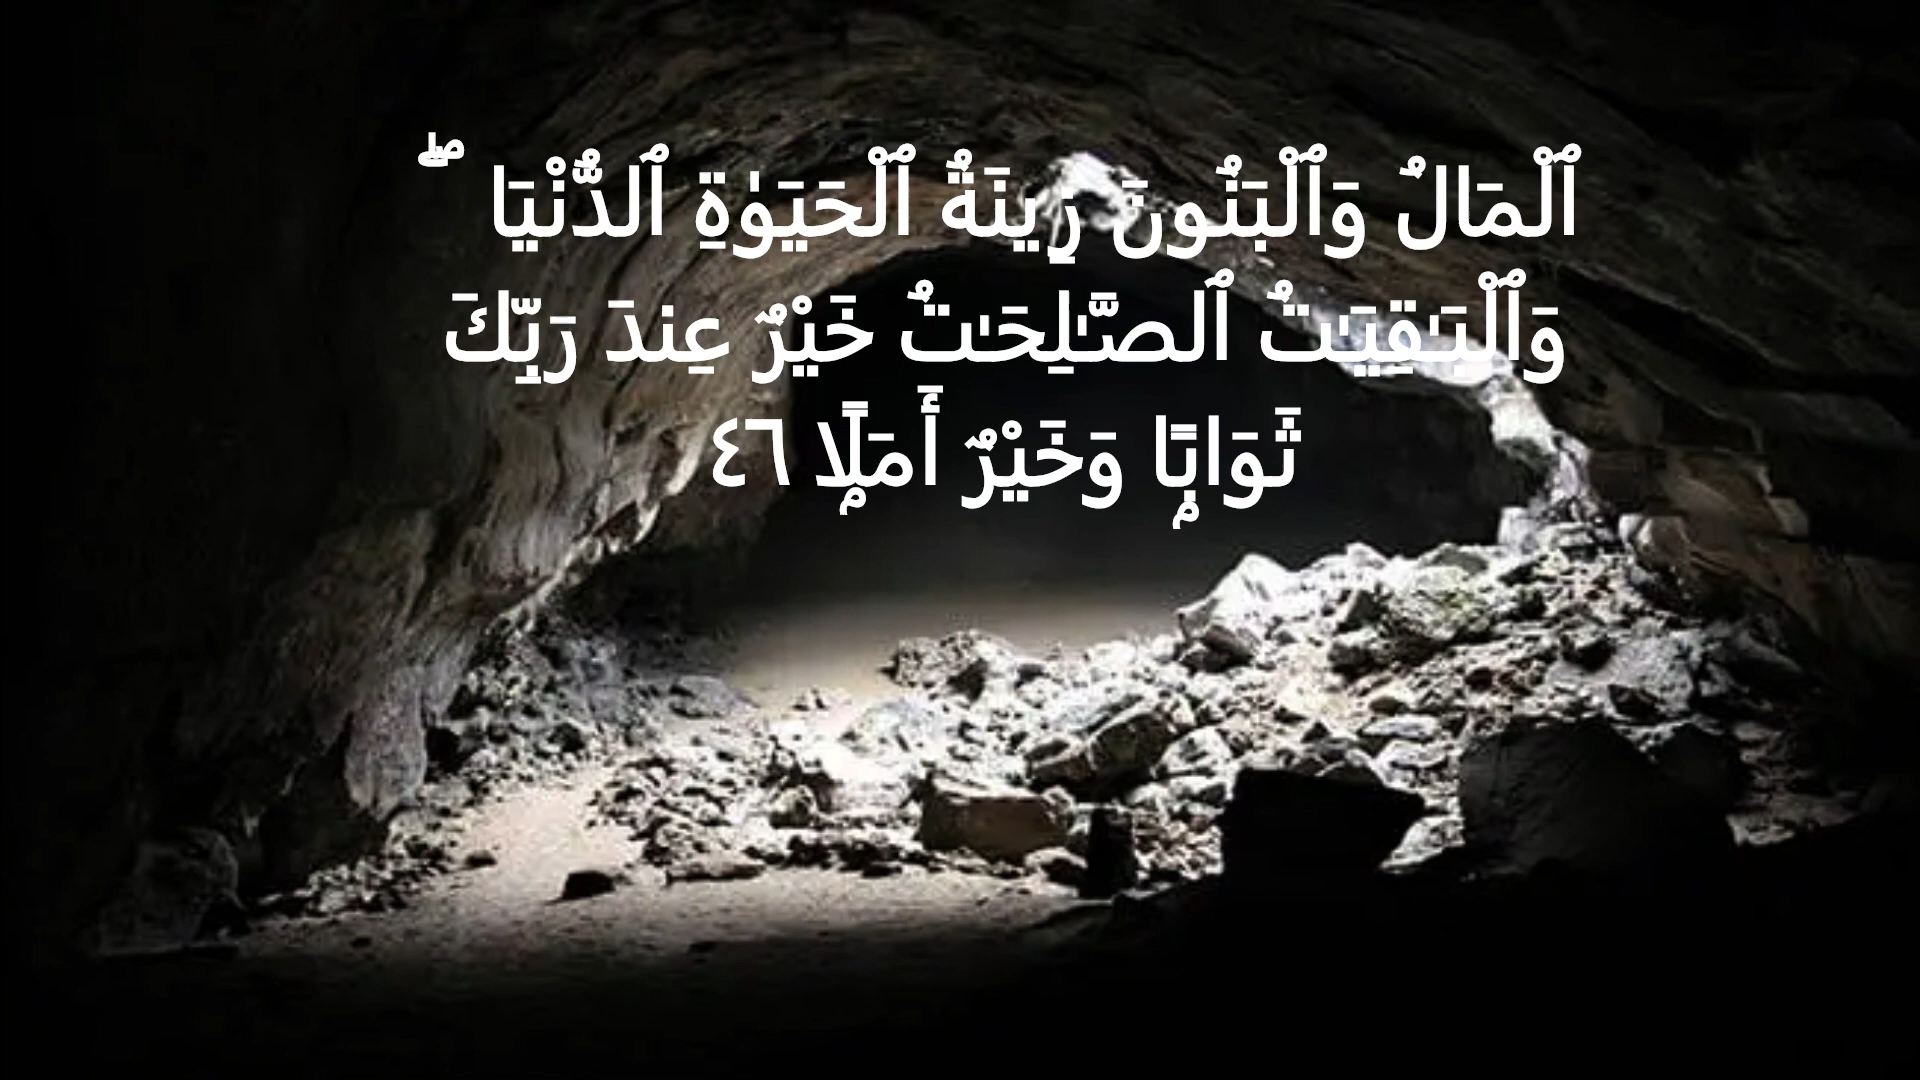 ٱلْمَالُ وَٱلْبَنُونَ زِينَةُ ٱلْحَيَوٰةِ ٱلدُّنْيَا ۖ
وَٱلْبَـٰقِيَـٰتُ ٱلصَّـٰلِحَـٰتُ خَيْرٌ عِندَ رَبِّكَ
ثَوَابًۭا وَخَيْرٌ أَمَلًۭا ٤٦